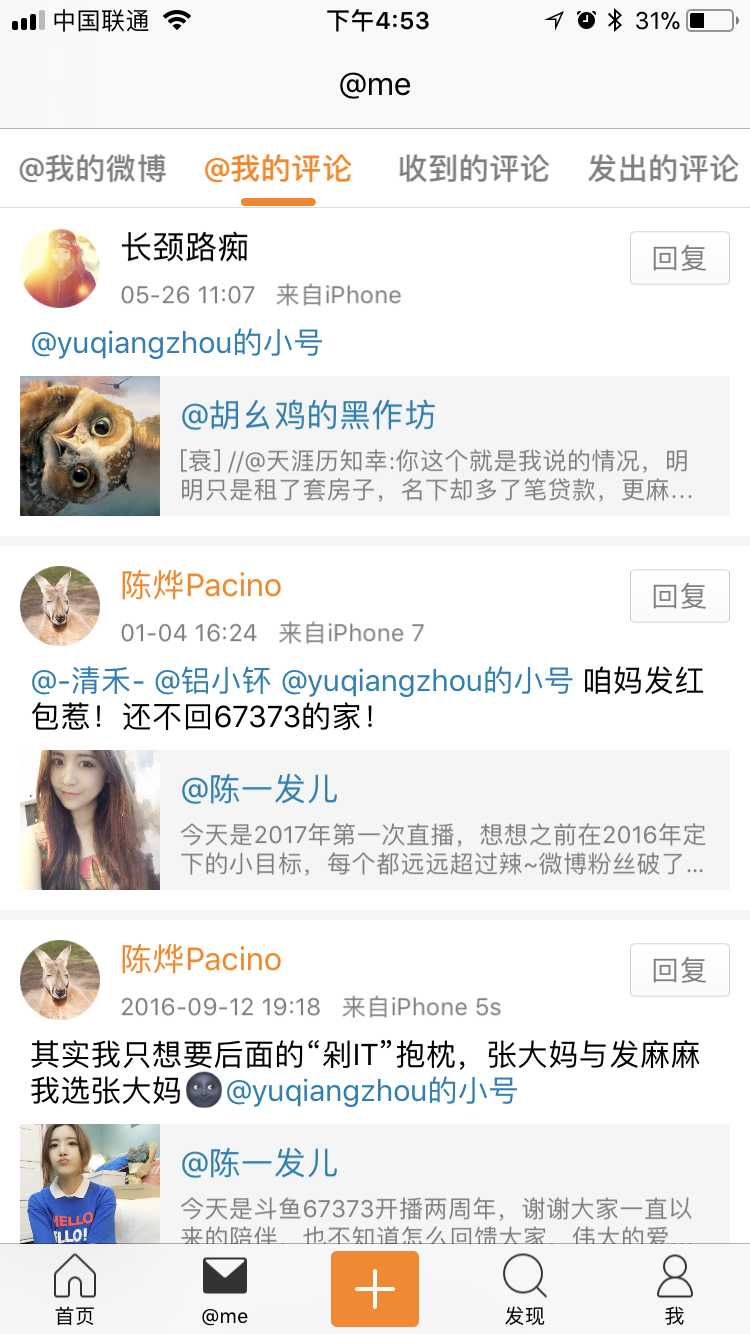 中国联通 下午4:53 31%
@me
@我的微博 @我的评论 收到的评论 发出的评论
长颈路痴
回复
05-26 11:07 来自iPhone
@yuqiangzhou的小号
@胡幺鸡的黑作坊
[衰] //@天涯历知幸:你这个就是我说的情况，明
明只是租了套房子，名下却多了笔贷款，更麻...
陈烨Pacino
回复
01-04 16:24 来自iPhone 7
@-清禾- @铝小钚 @yuqiangzhou的小号 咱妈发红
包惹！还不回67373的家！
@陈一发儿
今天是2017年第一次直播，想想之前在2016年定
下的小目标，每个都远远超过辣~微博粉丝破了...
陈烨Pacino
回复
2016-09-12 19:18 来自iPhone 5s
其实我只想要后面的“剁IT”抱枕，张大妈与发麻麻
我选张大妈🌚@yuqiangzhou的小号
@陈一发儿
HELLO
LLO!
今天是斗鱼67373开播两周年，谢谢大家一直以
来的陪伴，也不知道怎么回馈大家，伟大的爱...
首页 @me 发现 我